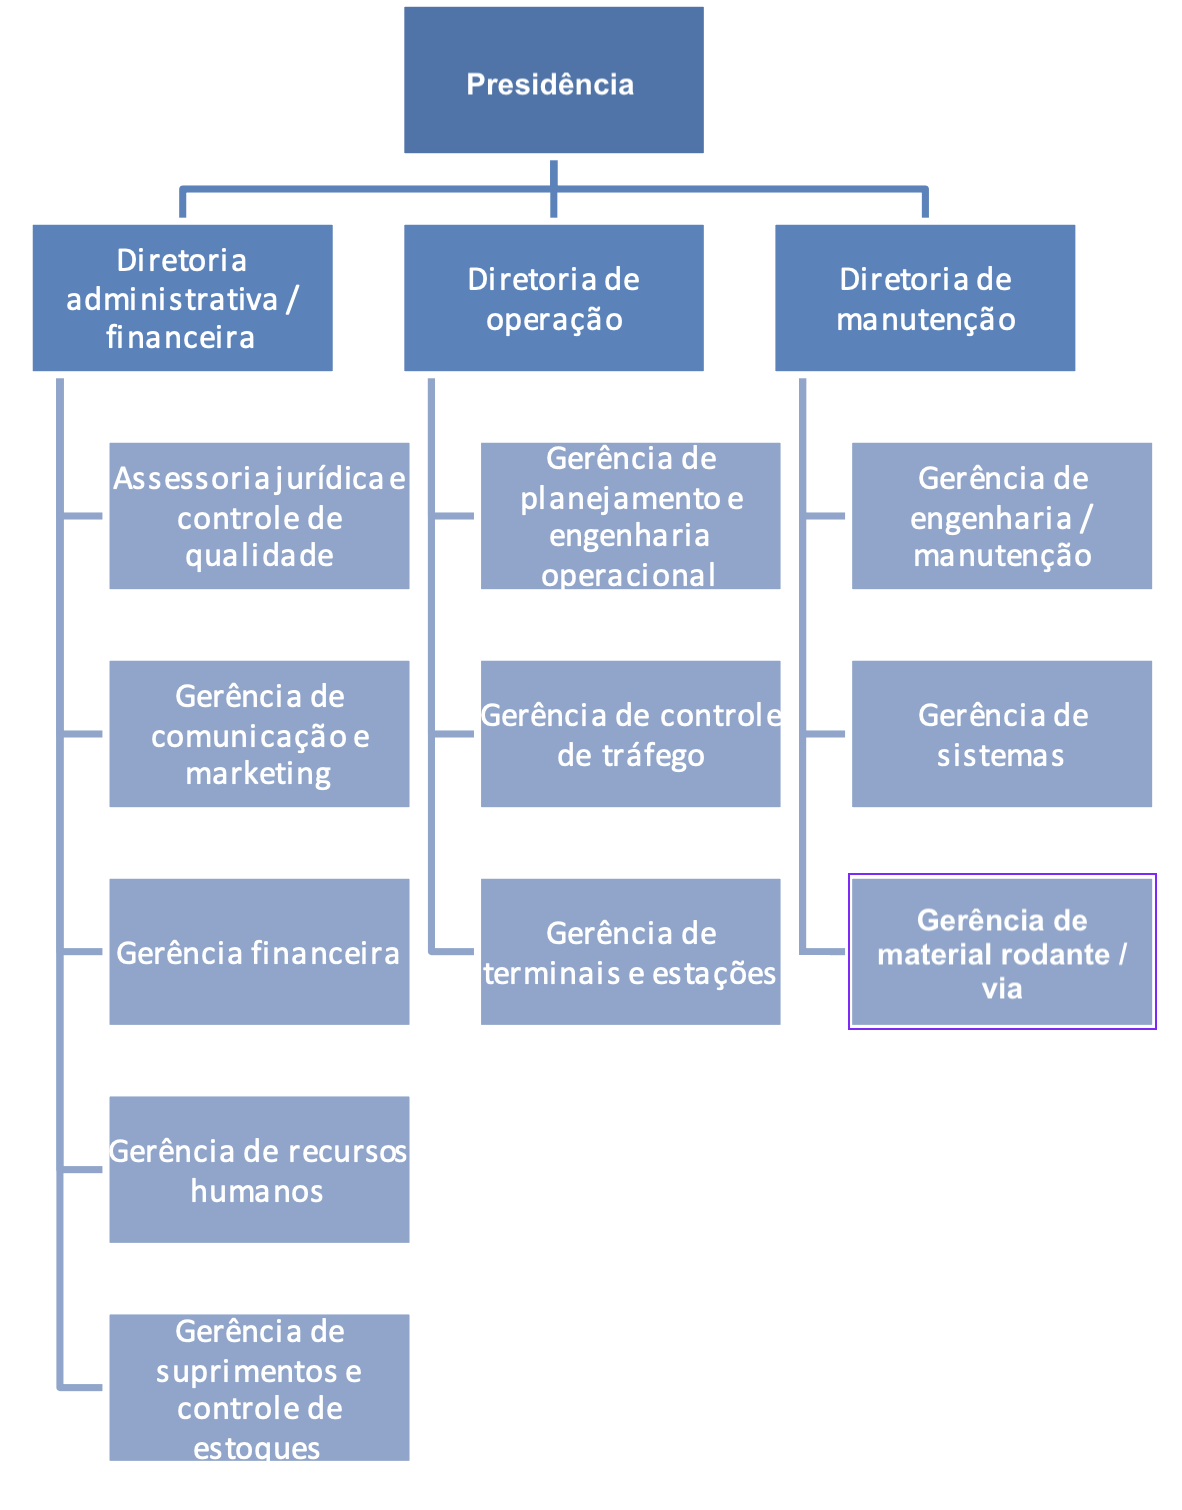 Presidência
Diretoria
administrativa /
financeira
Diretoria de
operação
Diretoria de
manutenção
Assessoria jurídica e
controle de
qualidade
Gerência de
planejamento e
engenharia
operacional
Gerência de
engenharia /
manutenção
Gerência de
comunicação e
marketing
Gerência de controle
de tráfego
Gerência de
sistemas
Gerência financeira
Gerência de
terminais e estações
Gerência de
material rodante /
via
Gerência de recursos
humanos
Gerência de
suprimentos e
controle de
estoques